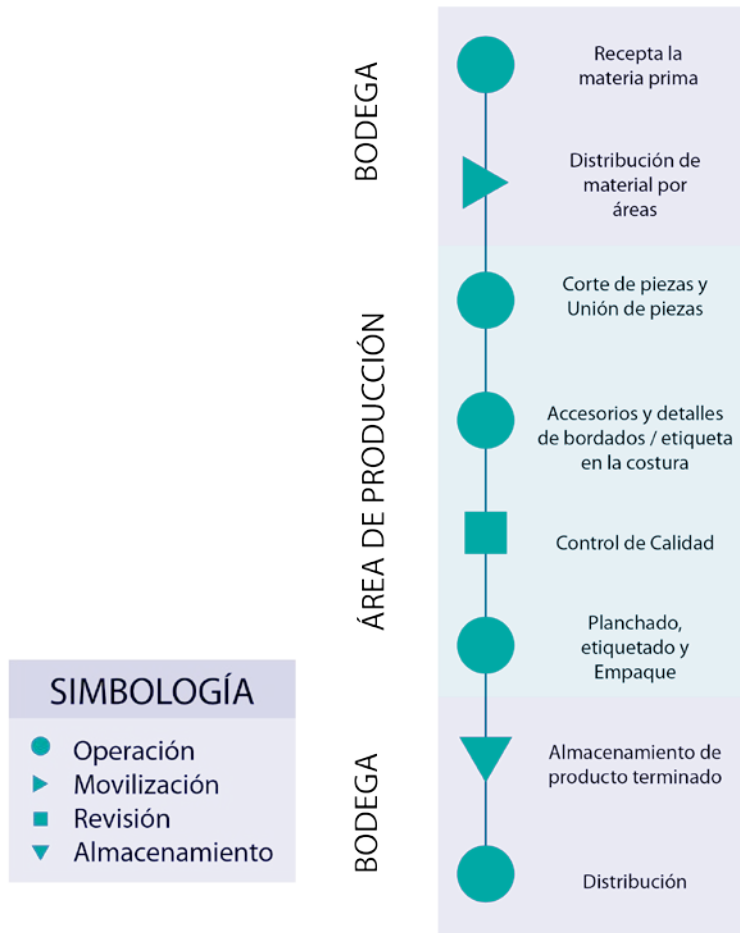 BODEGA
Recepta la
materia prima
Distribución de
material por
áreas
ÁREA DE PRODUCCIÓN
Corte de piezas y
Unión de piezas
Accesorios y detalles
de bordados / etiqueta
en la costura
Control de Calidad
Planchado,
etiquetado y
Empaque
BODEGA
Almacenamiento de
producto terminado
Distribución
SIMBOLOGÍA
Operación
Movilización
Revisión
Almacenamiento